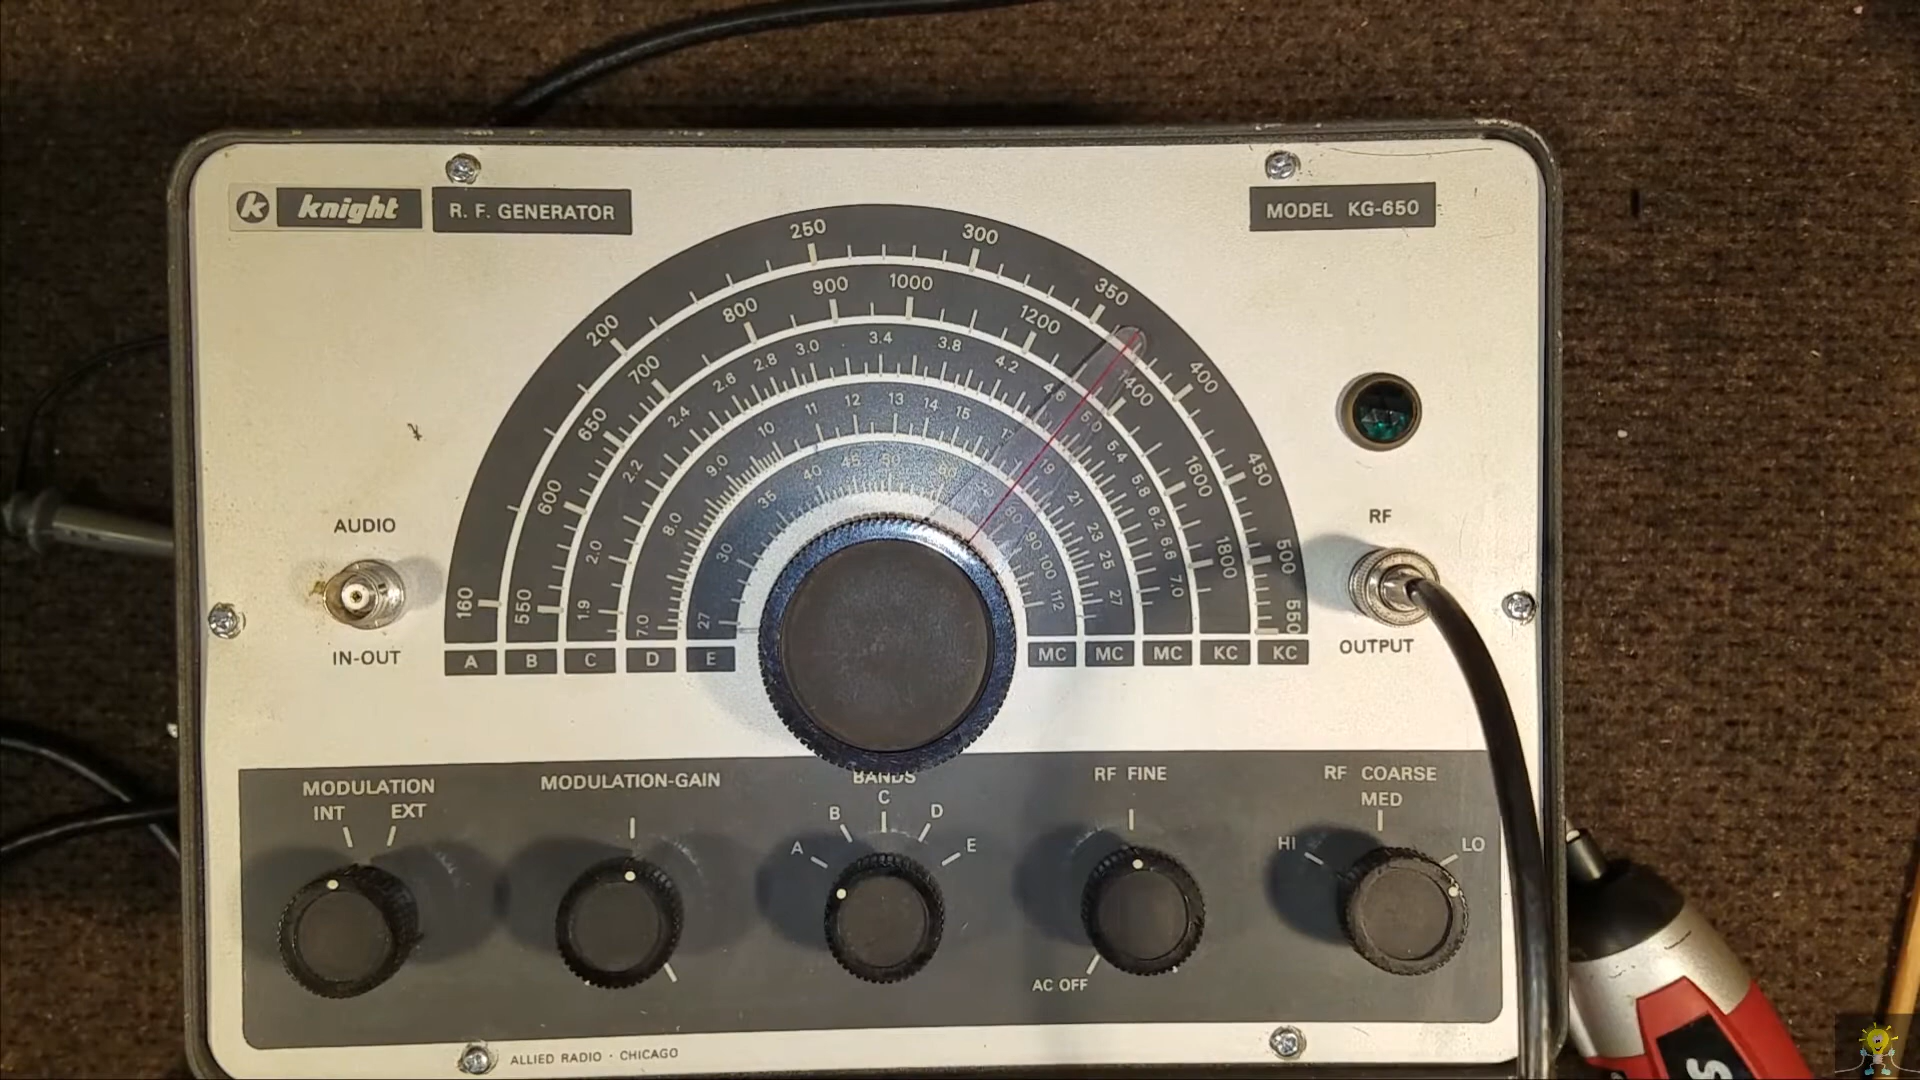 k knight R. F. GENERATOR
MODEL KG-650
160 200 250 300 350 400 450 500 550
550 600 650 700 800 900 1000 1200 1400 1600 1800
1.9 2.0 2.2 2.4 2.6 2.8 3.0 3.4 3.8 4.2 4.6 5.0 5.4 5.8 6.2 6.6 7.0
7.0 8.0 9.0 10 11 12 13 14 15 19 21 23 25 27
27 30 35 40 45 50 60 80 90 100 112
A B C D E MC MC MC KC KC
AUDIO
IN-OUT
RF
OUTPUT
MODULATION
INT EXT
MODULATION-GAIN
BANDS
A B C D E
RF FINE
AC OFF
RF COARSE
HI MED LO
ALLIED RADIO · CHICAGO